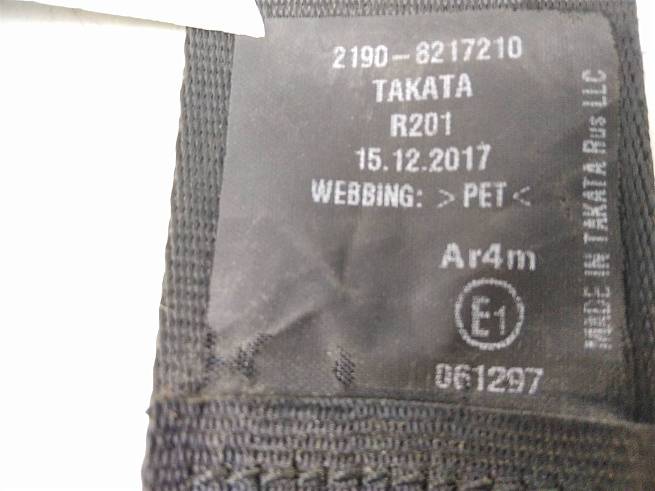 2190-8217210
TAKATA
R201
15.12.2017
WEBBING: >PET<
Ar4m
E1
061297
MADE IN TAKATA Rus LLC